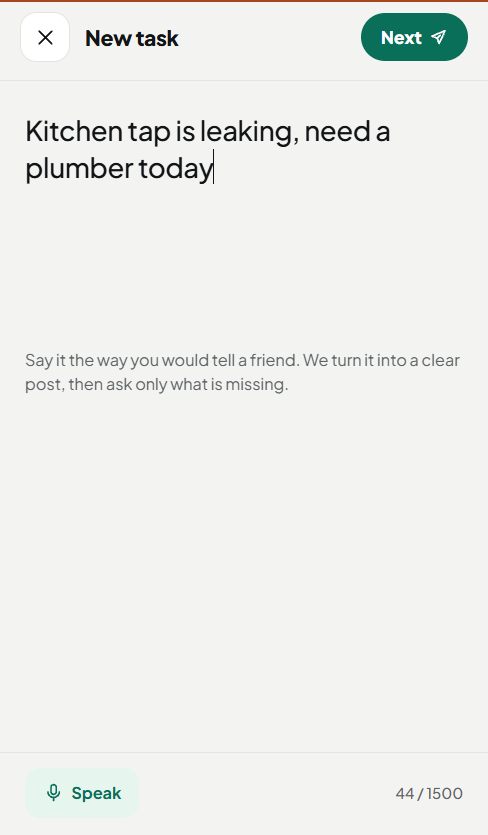 New task
Next
Kitchen tap is leaking, need a
plumber today
Say it the way you would tell a friend. We turn it into a clear
post, then ask only what is missing.
Speak
44 / 1500